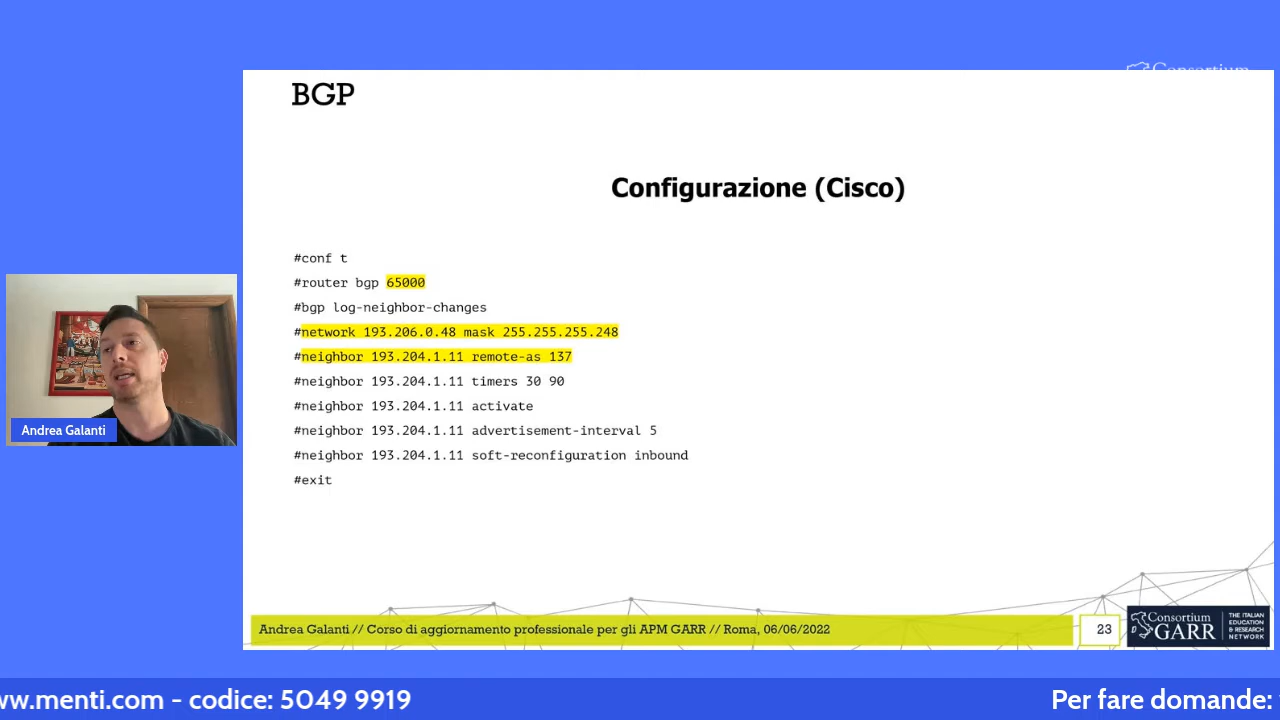 Consortium
BGP
Configurazione (Cisco)
#conf t
#router bgp 65000
#bgp log-neighbor-changes
#network 193.206.0.48 mask 255.255.255.248
#neighbor 193.204.1.11 remote-as 137
#neighbor 193.204.1.11 timers 30 90
#neighbor 193.204.1.11 activate
#neighbor 193.204.1.11 advertisement-interval 5
#neighbor 193.204.1.11 soft-reconfiguration inbound
#exit
Andrea Galanti
Andrea Galanti // Corso di aggiornamento professionale per gli APM GARR // Roma, 06/06/2022
23
Consortium
GARR
THE ITALIAN
EDUCATION
& RESEARCH
NETWORK
ww.menti.com - codice: 5049 9919
Per fare domande: